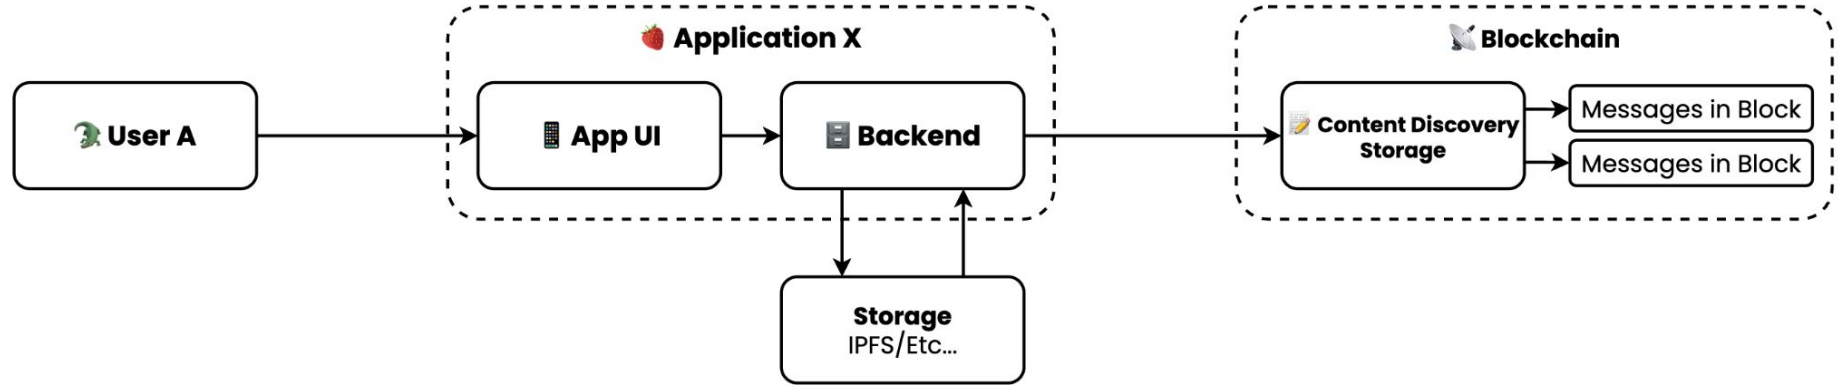 Application X
Blockchain
User A
App UI
Backend
Content Discovery
Storage
Messages in Block
Messages in Block
Storage
IPFS/Etc...